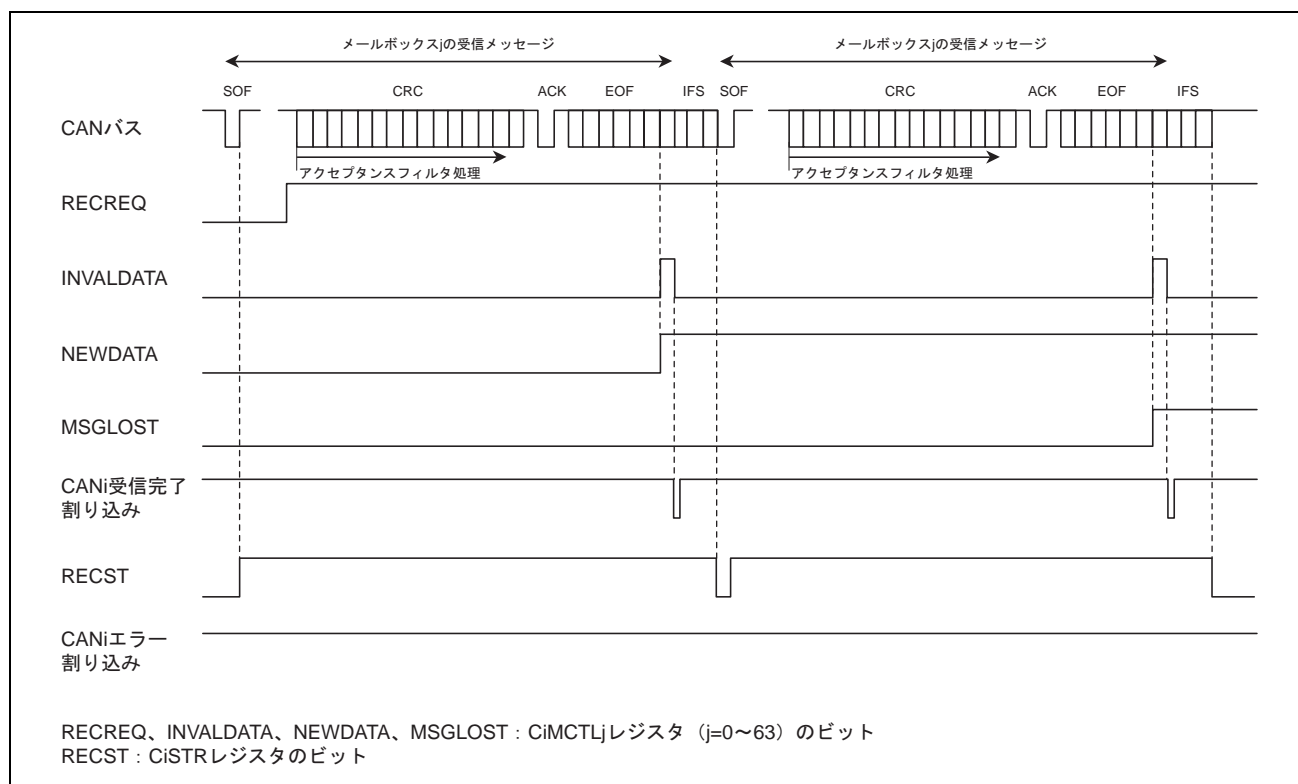 メールボックスjの受信メッセージ メールボックスjの受信メッセージ
SOF CRC ACK EOF IFS SOF CRC ACK EOF IFS
CANバス
アクセプタンスフィルタ処理 アクセプタンスフィルタ処理
RECREQ
INVALDATA
NEWDATA
MSGLOST
CANi受信完了
割り込み
RECST
CANiエラー
割り込み
RECREQ、INVALDATA、NEWDATA、MSGLOST：CiMCTLjレジスタ（j=0～63）のビット
RECST：CiSTRレジスタのビット